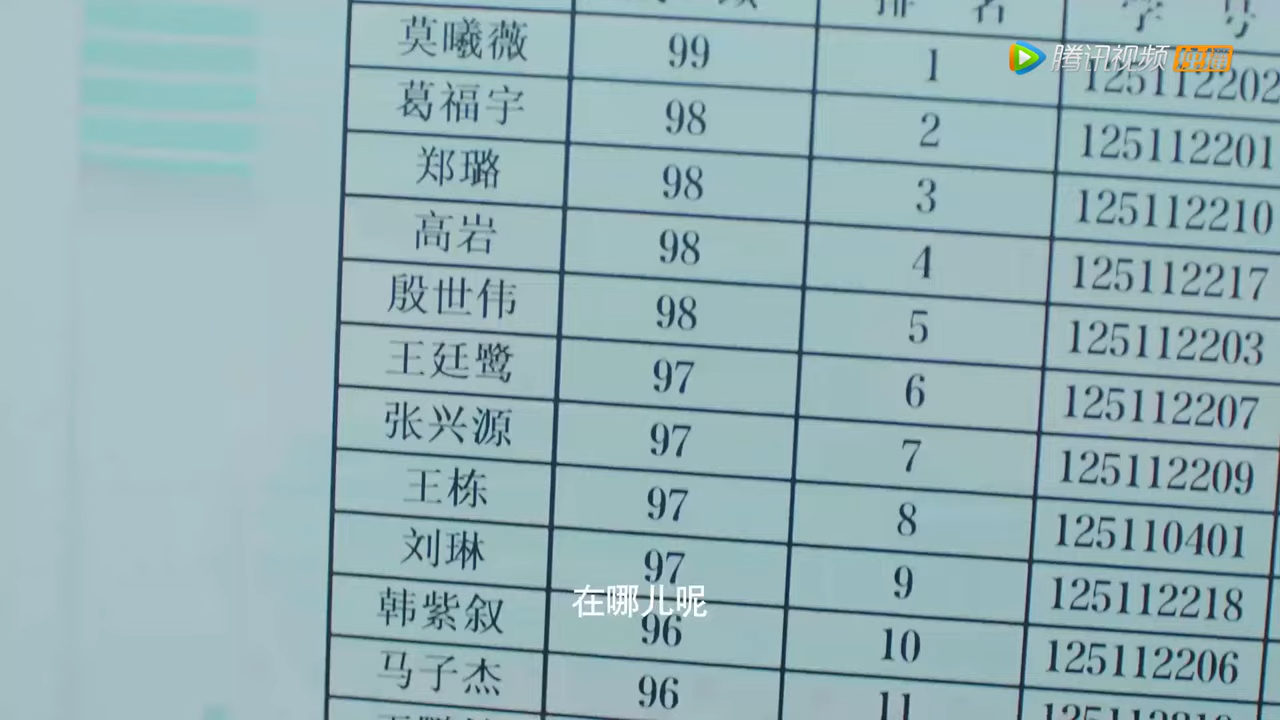 排 名 学 号
腾讯视频 独播
莫曦薇 99 1 125112202
葛福宇 98 2 125112201
郑璐 98 3 125112210
高岩 98 4 125112217
殷世伟 98 5 125112203
王廷鹭 97 6 125112207
张兴源 97 7 125112209
王栋 97 8 125110401
刘琳 97 9 125112218
在哪儿呢
韩紫叙 96 10 125112206
马子杰 96 11